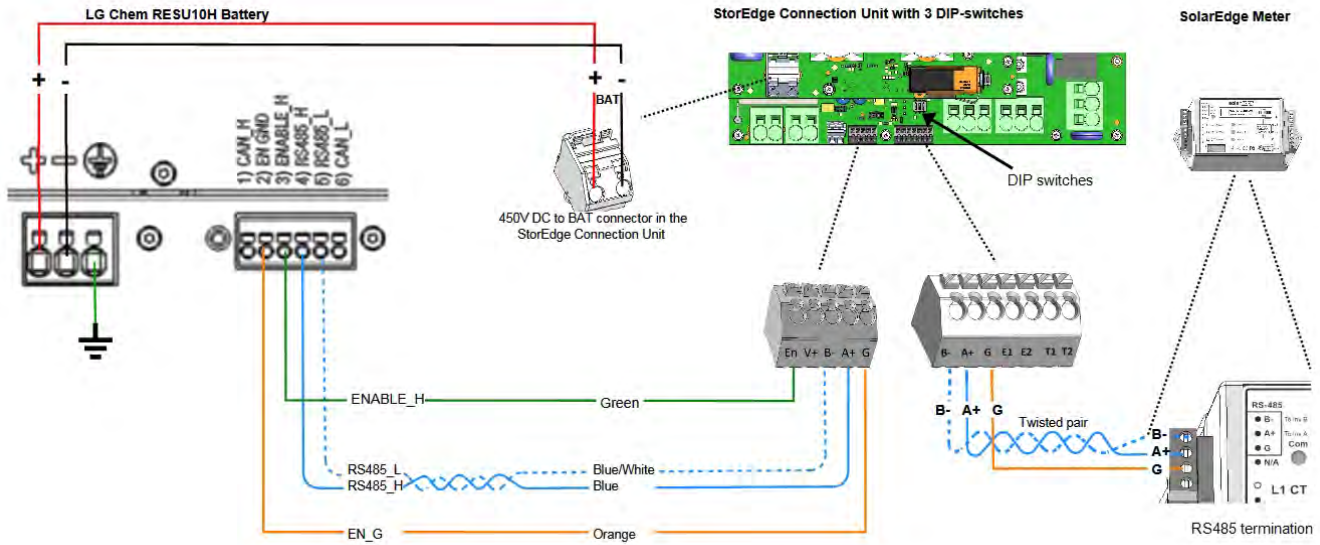 LG Chem RESU10H Battery
StorEdge Connection Unit with 3 DIP-switches
SolarEdge Meter
+ -
+ -
BAT
1) CAN_H
2) EN GND
3) ENABLE_H
4) RS485_H
5) RS485_L
6) CAN_L
DIP switches
450V DC to BAT connector in the
StorEdge Connection Unit
En V+ B- A+ G
B- A+ G E1 E2 T1 T2
ENABLE_H
Green
B- A+ G
Twisted pair
B-
A+
G
RS-485
B-
A+
G
N/A
Com
L1 CT
RS485_L
Blue/White
RS485_H
Blue
EN_G
Orange
RS485 termination